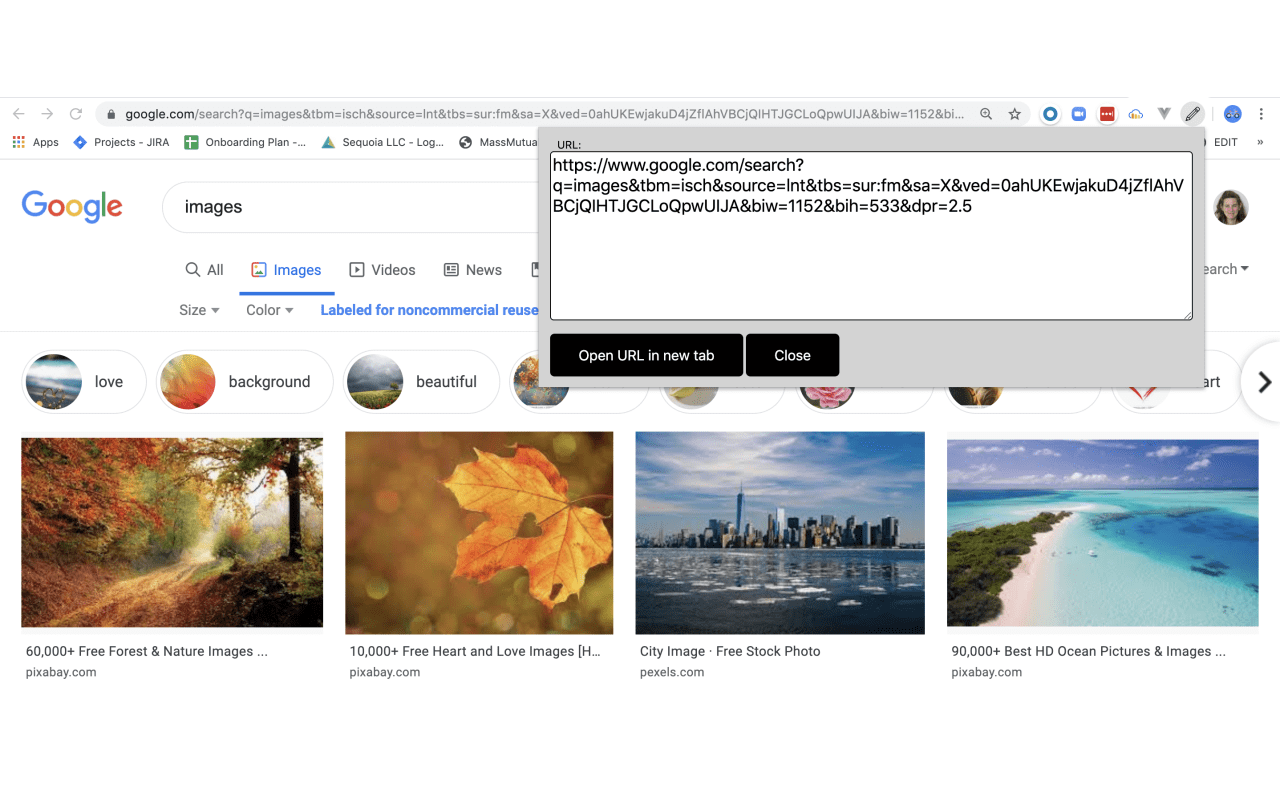 google.com/search?q=images&tbm=isch&source=lnt&tbs=sur:fm&sa=X&ved=0ahUKEwjakuD4jZflAhVBCjQIHTJGCLoQpwUIJA&biw=1152&bi...
Apps Projects - JIRA Onboarding Plan -... Sequoia LLC - Log... MassMutua EDIT »
URL:
https://www.google.com/search?
q=images&tbm=isch&source=lnt&tbs=sur:fm&sa=X&ved=0ahUKEwjakuD4jZflAhV
BCjQIHTJGCLoQpwUIJA&biw=1152&bih=533&dpr=2.5
Google images
All Images Videos News earch
Size Color Labeled for noncommercial reuse
Open URL in new tab Close
love background beautiful art
60,000+ Free Forest & Nature Images ...
pixabay.com
10,000+ Free Heart and Love Images [H...
pixabay.com
City Image · Free Stock Photo
pexels.com
90,000+ Best HD Ocean Pictures & Images ...
pixabay.com